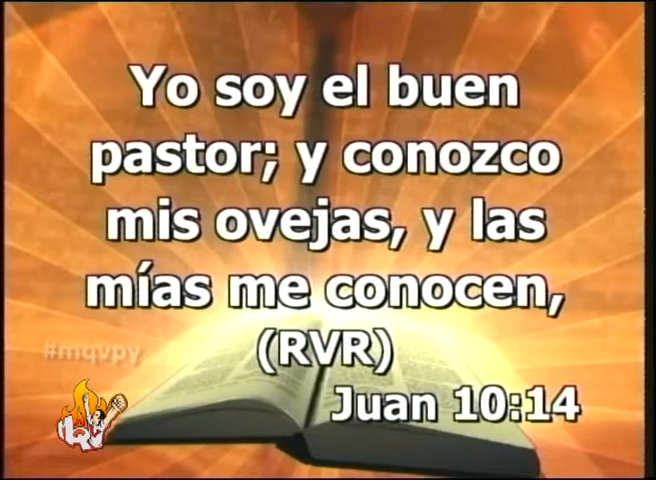 Yo soy el buen
pastor; y conozco
mis ovejas, y las
mías me conocen,
(RVR)
#mqvpy
Juan 10:14